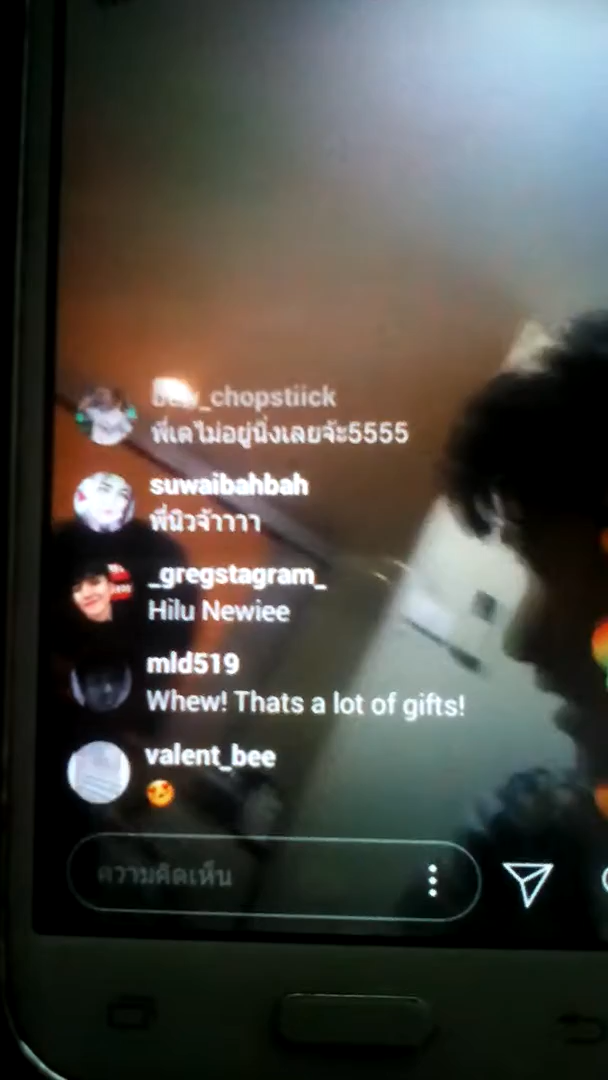 _chopstiick
พี่เตไม่อยู่นิ่งเลยจ้ะ5555
suwaibahbah
พี่นิวจ้าาาา
_gregstagram_
Hilu Newiee
mld519
Whew! Thats a lot of gifts!
valent_bee
😍
ความคิดเห็น